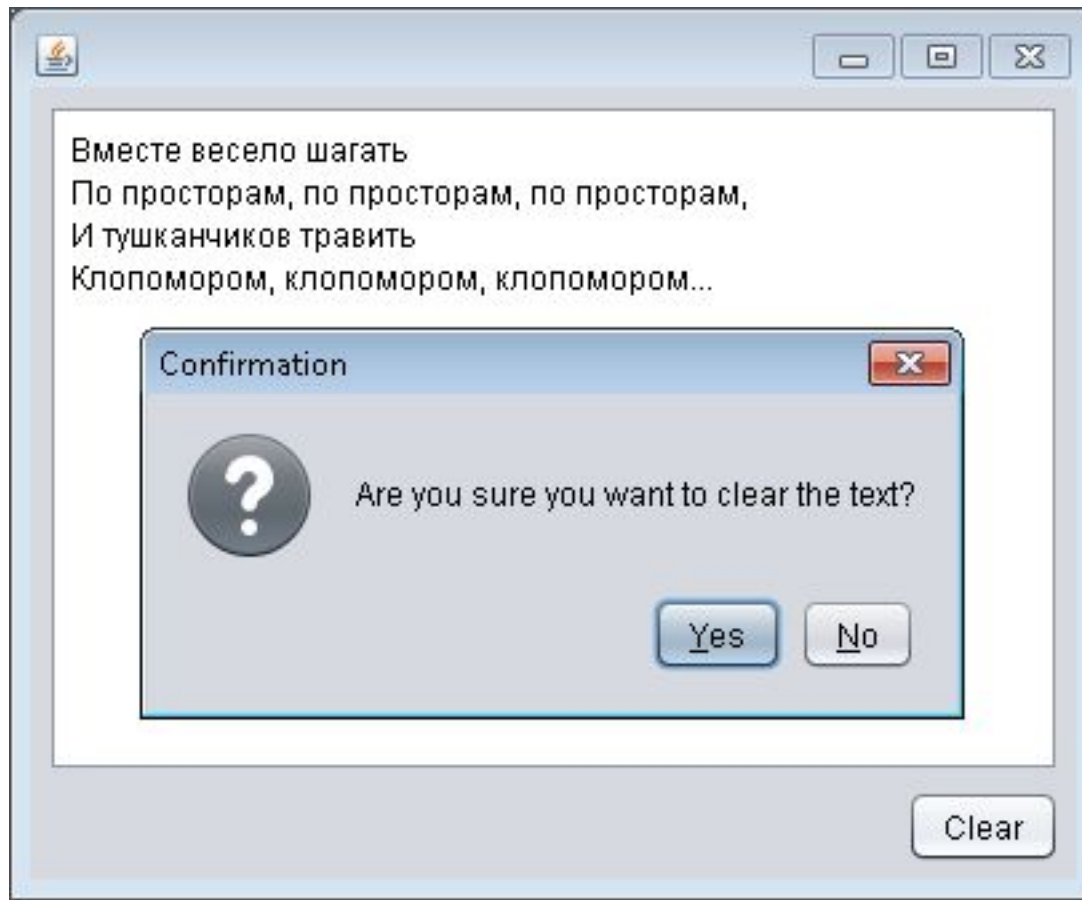 Вместе весело шагать
По просторам, по просторам, по просторам,
И тушканчиков травить
Клопомором, клопомором, клопомором...
Confirmation
Are you sure you want to clear the text?
Yes No
Clear